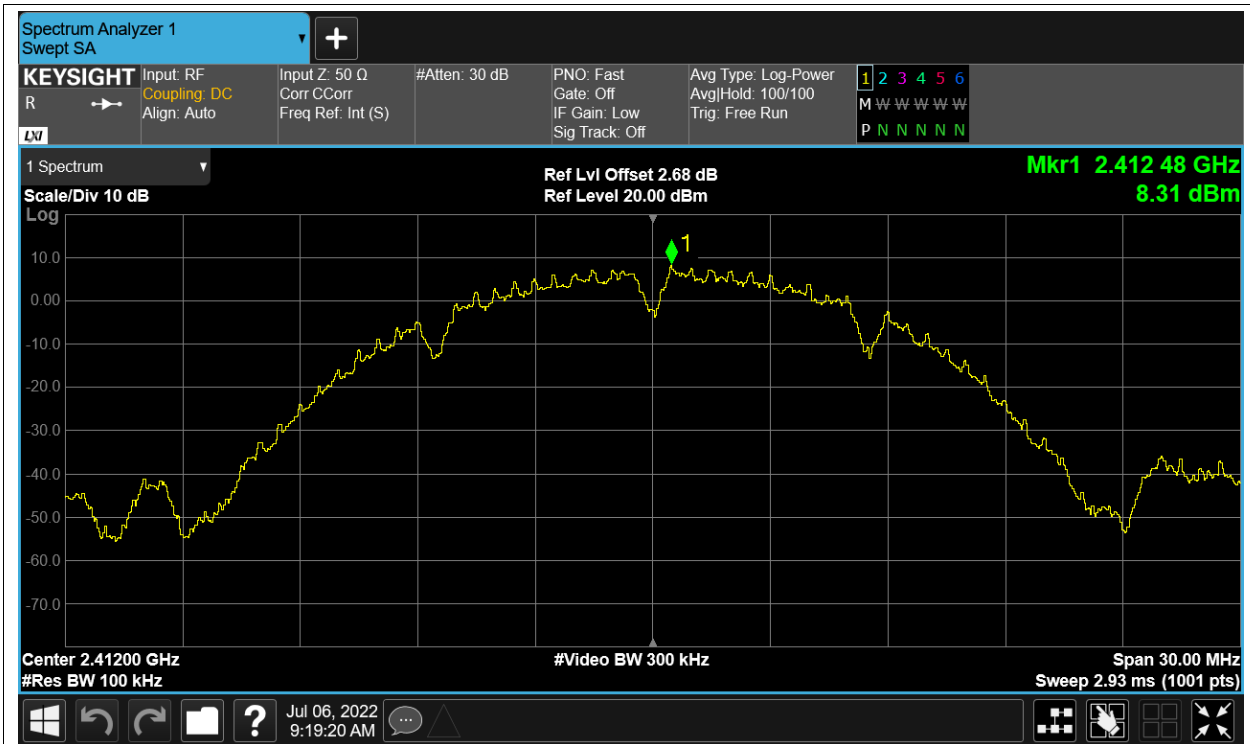 Spectrum Analyzer 1
Swept SA
KEYSIGHT
R
LXI
Input: RF
Coupling: DC
Align: Auto
Input Z: 50 Ω
Corr CCorr
Freq Ref: Int (S)
#Atten: 30 dB
PNO: Fast
Gate: Off
IF Gain: Low
Sig Track: Off
Avg Type: Log-Power
Avg|Hold: 100/100
Trig: Free Run
1 2 3 4 5 6
M W W W W W W
P N N N N N N
1 Spectrum
Scale/Div 10 dB
Ref Lvl Offset 2.68 dB
Ref Level 20.00 dBm
Mkr1 2.412 48 GHz
8.31 dBm
Log
1
10.0
0.00
-10.0
-20.0
-30.0
-40.0
-50.0
-60.0
-70.0
Center 2.41200 GHz
#Video BW 300 kHz
Span 30.00 MHz
#Res BW 100 kHz
Sweep 2.93 ms (1001 pts)
?
Jul 06, 2022
9:19:20 AM